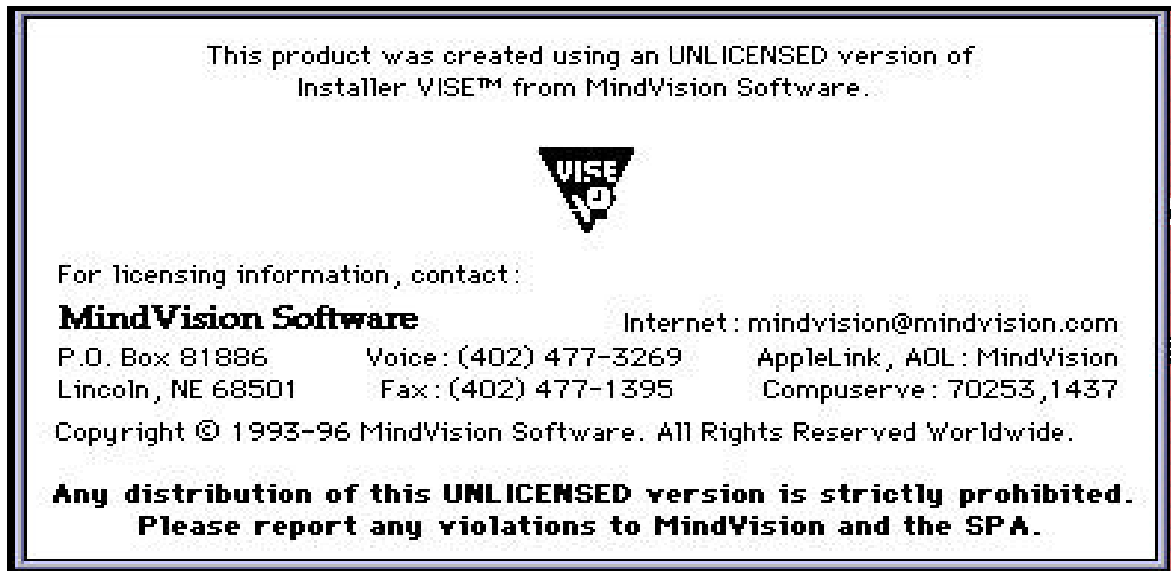 This product was created using an UNLICENSED version of
Installer VISE™ from MindVision Software.
VISE
For licensing information, contact:
MindVision Software Internet: mindvision@mindvision.com
P.O. Box 81886 Voice: (402) 477-3269 AppleLink, AOL: MindVision
Lincoln, NE 68501 Fax: (402) 477-1395 Compuserve: 70253,1437
Copyright © 1993-96 MindVision Software. All Rights Reserved Worldwide.
Any distribution of this UNLICENSED version is strictly prohibited.
Please report any violations to MindVision and the SPA.